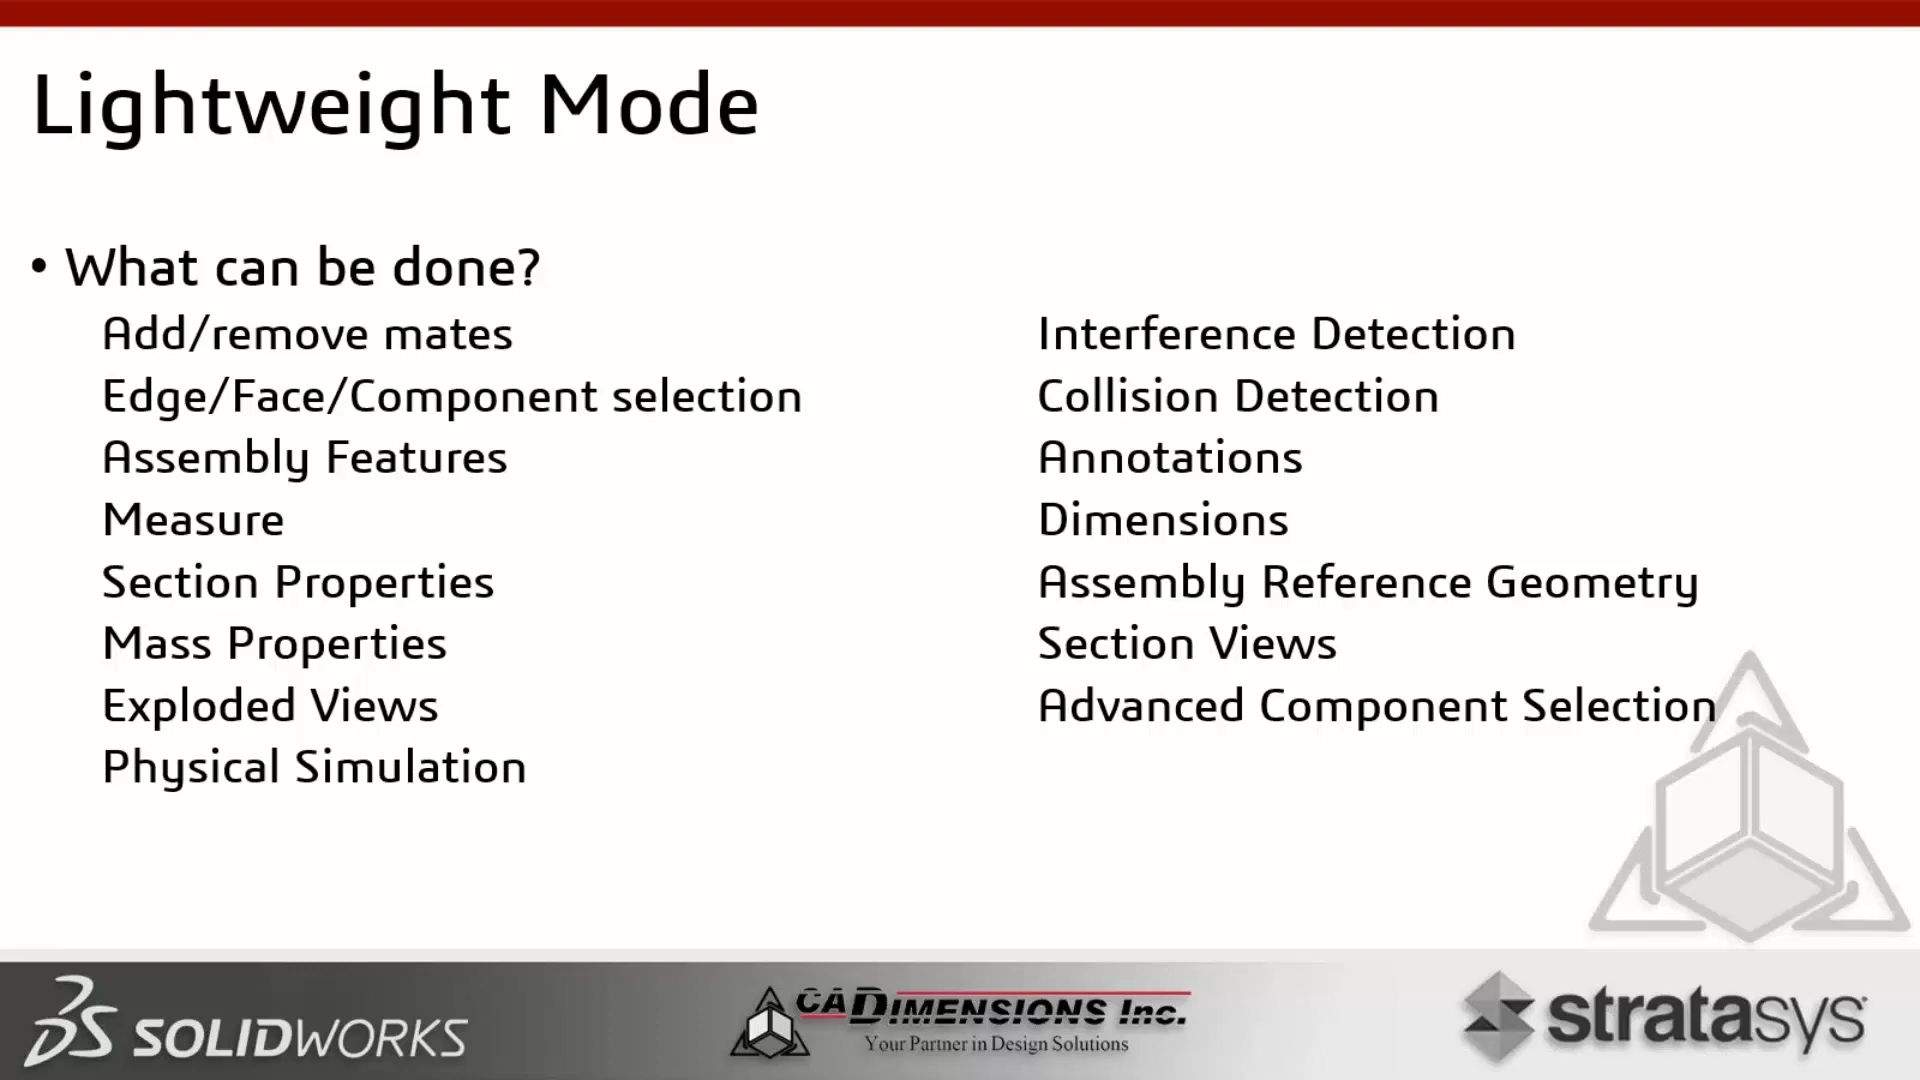 Lightweight Mode
• What can be done?
Add/remove mates
Edge/Face/Component selection
Assembly Features
Measure
Section Properties
Mass Properties
Exploded Views
Physical Simulation
Interference Detection
Collision Detection
Annotations
Dimensions
Assembly Reference Geometry
Section Views
Advanced Component Selection
SOLIDWORKS
CADIMENSIONS Inc.
Your Partner in Design Solutions
stratasys